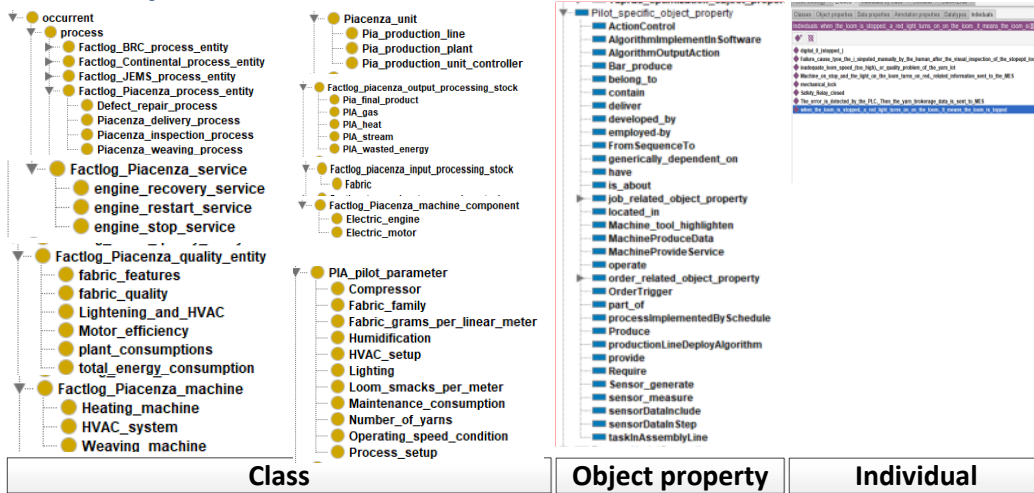 occurrent
process
Factlog_BRC_process_entity
Factlog_Continental_process_entity
Factlog_JEMS_process_entity
Factlog_Piacenza_process_entity
Defect_repair_process
Piacenza_delivery_process
Piacenza_inspection_process
Piacenza_weaving_process
Factlog_Piacenza_service
engine_recovery_service
engine_restart_service
engine_stop_service
Factlog_Piacenza_quality_entity
fabric_features
fabric_quality
Lightening_and_HVAC
Motor_efficiency
plant_consumptions
total_energy_consumption
Factlog_Piacenza_machine
Heating_machine
HVAC_system
Weaving_machine
Piacenza_unit
Pia_production_line
Pia_production_plant
Pia_production_unit_controller
Factlog_piacenza_output_processing_stock
Pia_final_product
PIA_gas
PIA_heat
PIA_stream
PIA_wasted_energy
Factlog_piacenza_input_processing_stock
Fabric
Factlog_Piacenza_machine_component
Electric_engine
Electric_motor
PIA_pilot_parameter
Compressor
Fabric_family
Fabric_grams_per_linear_meter
Humidification
HVAC_setup
Lighting
Loom_smacks_per_meter
Maintenance_consumption
Number_of_yarns
Operating_speed_condition
Process_setup
Class
Pilot_specific_object_property
ActionControl
AlgorithmImplementInSoftware
AlgorithmOutputAction
Bar_produce
belong_to
contain
deliver
developed_by
employed-by
FromSequenceTo
generically_dependent_on
have
is_about
job_related_object_property
located_in
Machine_tool_highlighten
MachineProduceData
MachineProvideService
operate
order_related_object_property
OrderTrigger
part_of
processImplementedBySchedule
Produce
productionLineDeployAlgorithm
provide
Require
Sensor_generate
sensor_measure
sensorDataInclude
sensorDataInStep
taskInAssemblyLine
Object property
Classes Object properties Data properties Annotation properties Datatypes Individuals
digital_0_(stopped_)
mechanical_lock
Safety_Relay_closed
The_error_is_detected_by_the_PLC._Then_the_yarn_brokerage_data_is_sent_to_MES
Individual